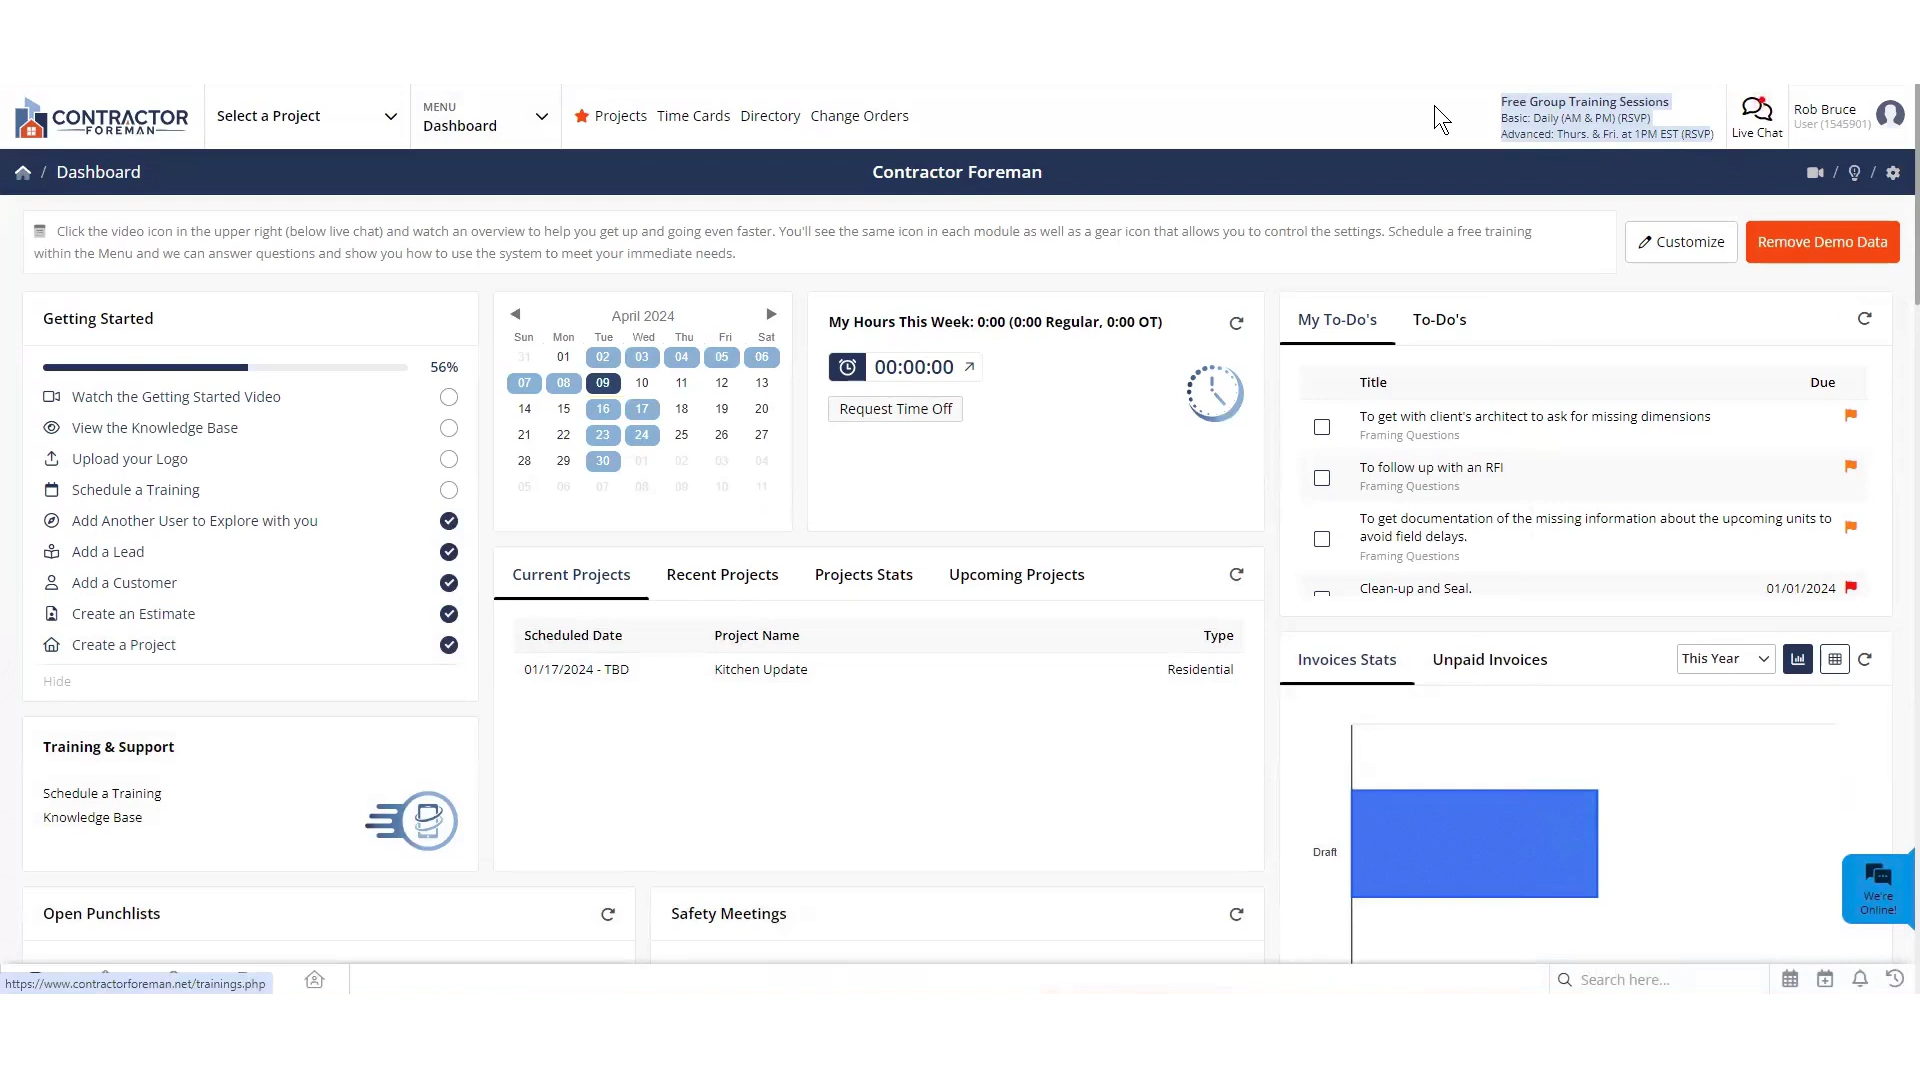 CONTRACTOR
FOREMAN
Select a Project
MENU
Dashboard
Projects Time Cards Directory Change Orders
Free Group Training Sessions
Basic: Daily (AM & PM) (RSVP)
Advanced: Thurs. & Fri. at 1PM EST (RSVP)
Live Chat
Rob Bruce
User (1545901)
/ Dashboard
Contractor Foreman
/ /
Click the video icon in the upper right (below live chat) and watch an overview to help you get up and going even faster. You'll see the same icon in each module as well as a gear icon that allows you to control the settings. Schedule a free training
within the Menu and we can answer questions and show you how to use the system to meet your immediate needs.
Customize
Remove Demo Data
Getting Started
56%
Watch the Getting Started Video
View the Knowledge Base
Upload your Logo
Schedule a Training
Add Another User to Explore with you
Add a Lead
Add a Customer
Create an Estimate
Create a Project
Hide
Training & Support
Schedule a Training
Knowledge Base
April 2024
Sun Mon Tue Wed Thu Fri Sat
31 01 02 03 04 05 06
07 08 09 10 11 12 13
14 15 16 17 18 19 20
21 22 23 24 25 26 27
28 29 30 01 02 03 04
05 06 07 08 09 10 11
My Hours This Week: 0:00 (0:00 Regular, 0:00 OT)
00:00:00
Request Time Off
Current Projects Recent Projects Projects Stats Upcoming Projects
Scheduled Date Project Name Type
01/17/2024 - TBD Kitchen Update Residential
My To-Do's To-Do's
Title Due
To get with client's architect to ask for missing dimensions
Framing Questions
To follow up with an RFI
Framing Questions
To get documentation of the missing information about the upcoming units to
avoid field delays.
Framing Questions
Clean-up and Seal. 01/01/2024
Invoices Stats Unpaid Invoices
This Year
Draft
We're
Online!
Open Punchlists
Safety Meetings
https://www.contractorforeman.net/trainings.php
Search here...